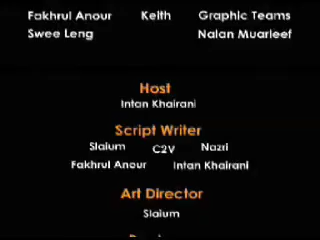 Fakhrul Anour Keith Graphic Teams
Swee Leng Nalan Muarleef
Host
Intan Khairani
Script Writer
Slaium C2V Nazri
Fakhrul Anour Intan Khairani
Art Director
Slaium